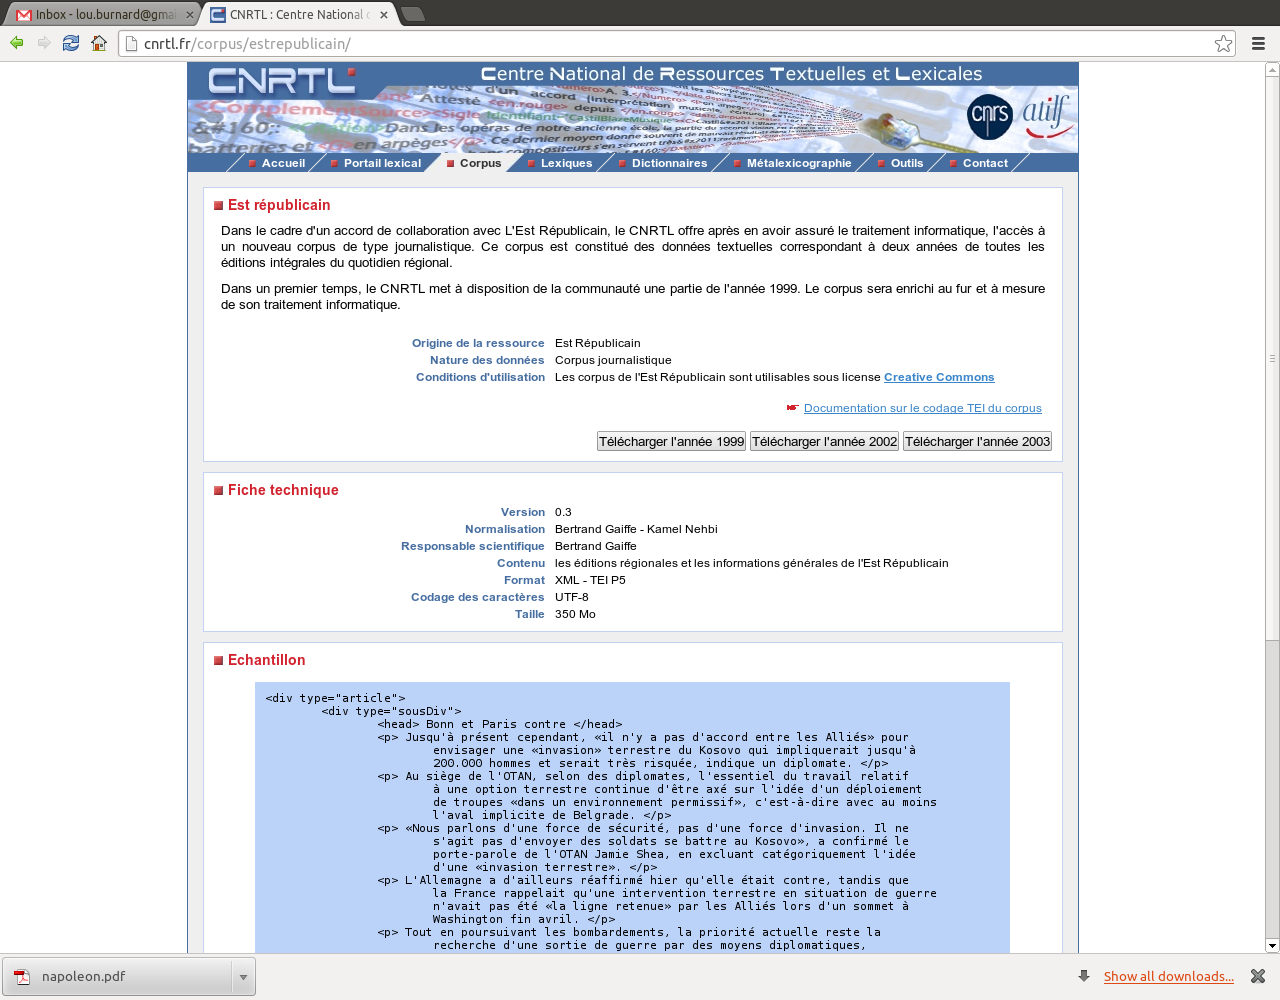 Inbox - lou.burnard@gmai
CNRTL : Centre National d
cnrtl.fr/corpus/estrepublicain/
CNRTL
Centre National de Ressources Textuelles et Lexicales
cnrs
atilf
Accueil Portail lexical Corpus Lexiques Dictionnaires Métalexicographie Outils Contact
Est républicain
Dans le cadre d'un accord de collaboration avec L'Est Républicain, le CNRTL offre après en avoir assuré le traitement informatique, l'accès à
un nouveau corpus de type journalistique. Ce corpus est constitué des données textuelles correspondant à deux années de toutes les
éditions intégrales du quotidien régional.
Dans un premier temps, le CNRTL met à disposition de la communauté une partie de l'année 1999. Le corpus sera enrichi au fur et à mesure
de son traitement informatique.
Origine de la ressource Est Républicain
Nature des données Corpus journalistique
Conditions d'utilisation Les corpus de l'Est Républicain sont utilisables sous license Creative Commons
Documentation sur le codage TEI du corpus
Télécharger l'année 1999 Télécharger l'année 2002 Télécharger l'année 2003
Fiche technique
Version 0.3
Normalisation Bertrand Gaiffe - Kamel Nehbi
Responsable scientifique Bertrand Gaiffe
Contenu les éditions régionales et les informations générales de l'Est Républicain
Format XML - TEI P5
Codage des caractères UTF-8
Taille 350 Mo
Echantillon
<div type="article">
<div type="sousDiv">
<head> Bonn et Paris contre </head>
<p> Jusqu'à présent cependant, «il n'y a pas d'accord entre les Alliés» pour
envisager une «invasion» terrestre du Kosovo qui impliquerait jusqu'à
200.000 hommes et serait très risquée, indique un diplomate. </p>
<p> Au siège de l'OTAN, selon des diplomates, l'essentiel du travail relatif
à une option terrestre continue d'être axé sur l'idée d'un déploiement
de troupes «dans un environnement permissif», c'est-à-dire avec au moins
l'aval implicite de Belgrade. </p>
<p> «Nous parlons d'une force de sécurité, pas d'une force d'invasion. Il ne
s'agit pas d'envoyer des soldats se battre au Kosovo», a confirmé le
porte-parole de l'OTAN Jamie Shea, en excluant catégoriquement l'idée
d'une «invasion terrestre». </p>
<p> L'Allemagne a d'ailleurs réaffirmé hier qu'elle était contre, tandis que
la France rappelait qu'une intervention terrestre en situation de guerre
n'avait pas été «la ligne retenue» par les Alliés lors d'un sommet à
Washington fin avril. </p>
<p> Tout en poursuivant les bombardements, la priorité actuelle reste la
recherche d'une sortie de guerre par des moyens diplomatiques,
napoleon.pdf
Show all downloads...